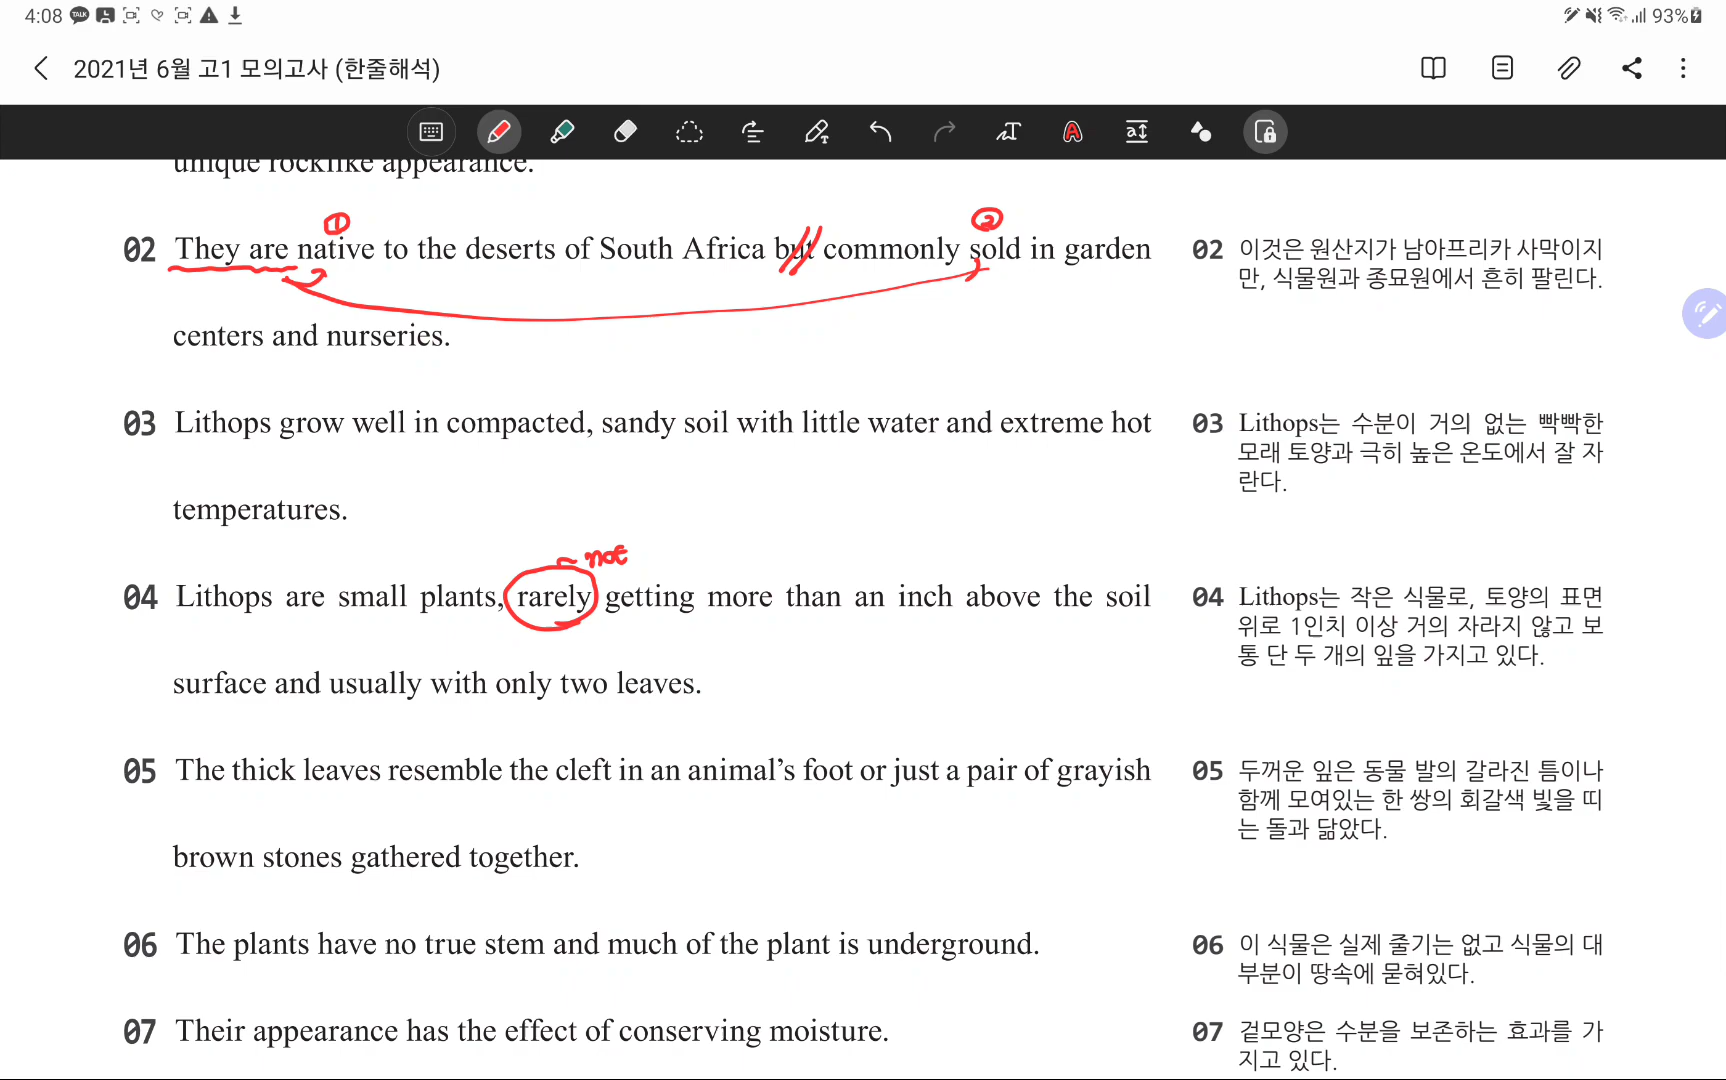 4:08
TALK
93%
2021년 6월 고1 모의고사 (한줄해석)
unique rocklike appearance.
① ②
02 They are native to the deserts of South Africa but commonly sold in garden
centers and nurseries.
02 이것은 원산지가 남아프리카 사막이지
만, 식물원과 종묘원에서 흔히 팔린다.
03 Lithops grow well in compacted, sandy soil with little water and extreme hot
temperatures.
03 Lithops는 수분이 거의 없는 빡빡한
모래 토양과 극히 높은 온도에서 잘 자
란다.
not
04 Lithops are small plants, rarely getting more than an inch above the soil
surface and usually with only two leaves.
04 Lithops는 작은 식물로, 토양의 표면
위로 1인치 이상 거의 자라지 않고 보
통 단 두 개의 잎을 가지고 있다.
05 The thick leaves resemble the cleft in an animal’s foot or just a pair of grayish
brown stones gathered together.
05 두꺼운 잎은 동물 발의 갈라진 틈이나
함께 모여있는 한 쌍의 회갈색 빛을 띠
는 돌과 닮았다.
06 The plants have no true stem and much of the plant is underground.
06 이 식물은 실제 줄기는 없고 식물의 대
부분이 땅속에 묻혀있다.
07 Their appearance has the effect of conserving moisture.
07 겉모양은 수분을 보존하는 효과를 가
지고 있다.